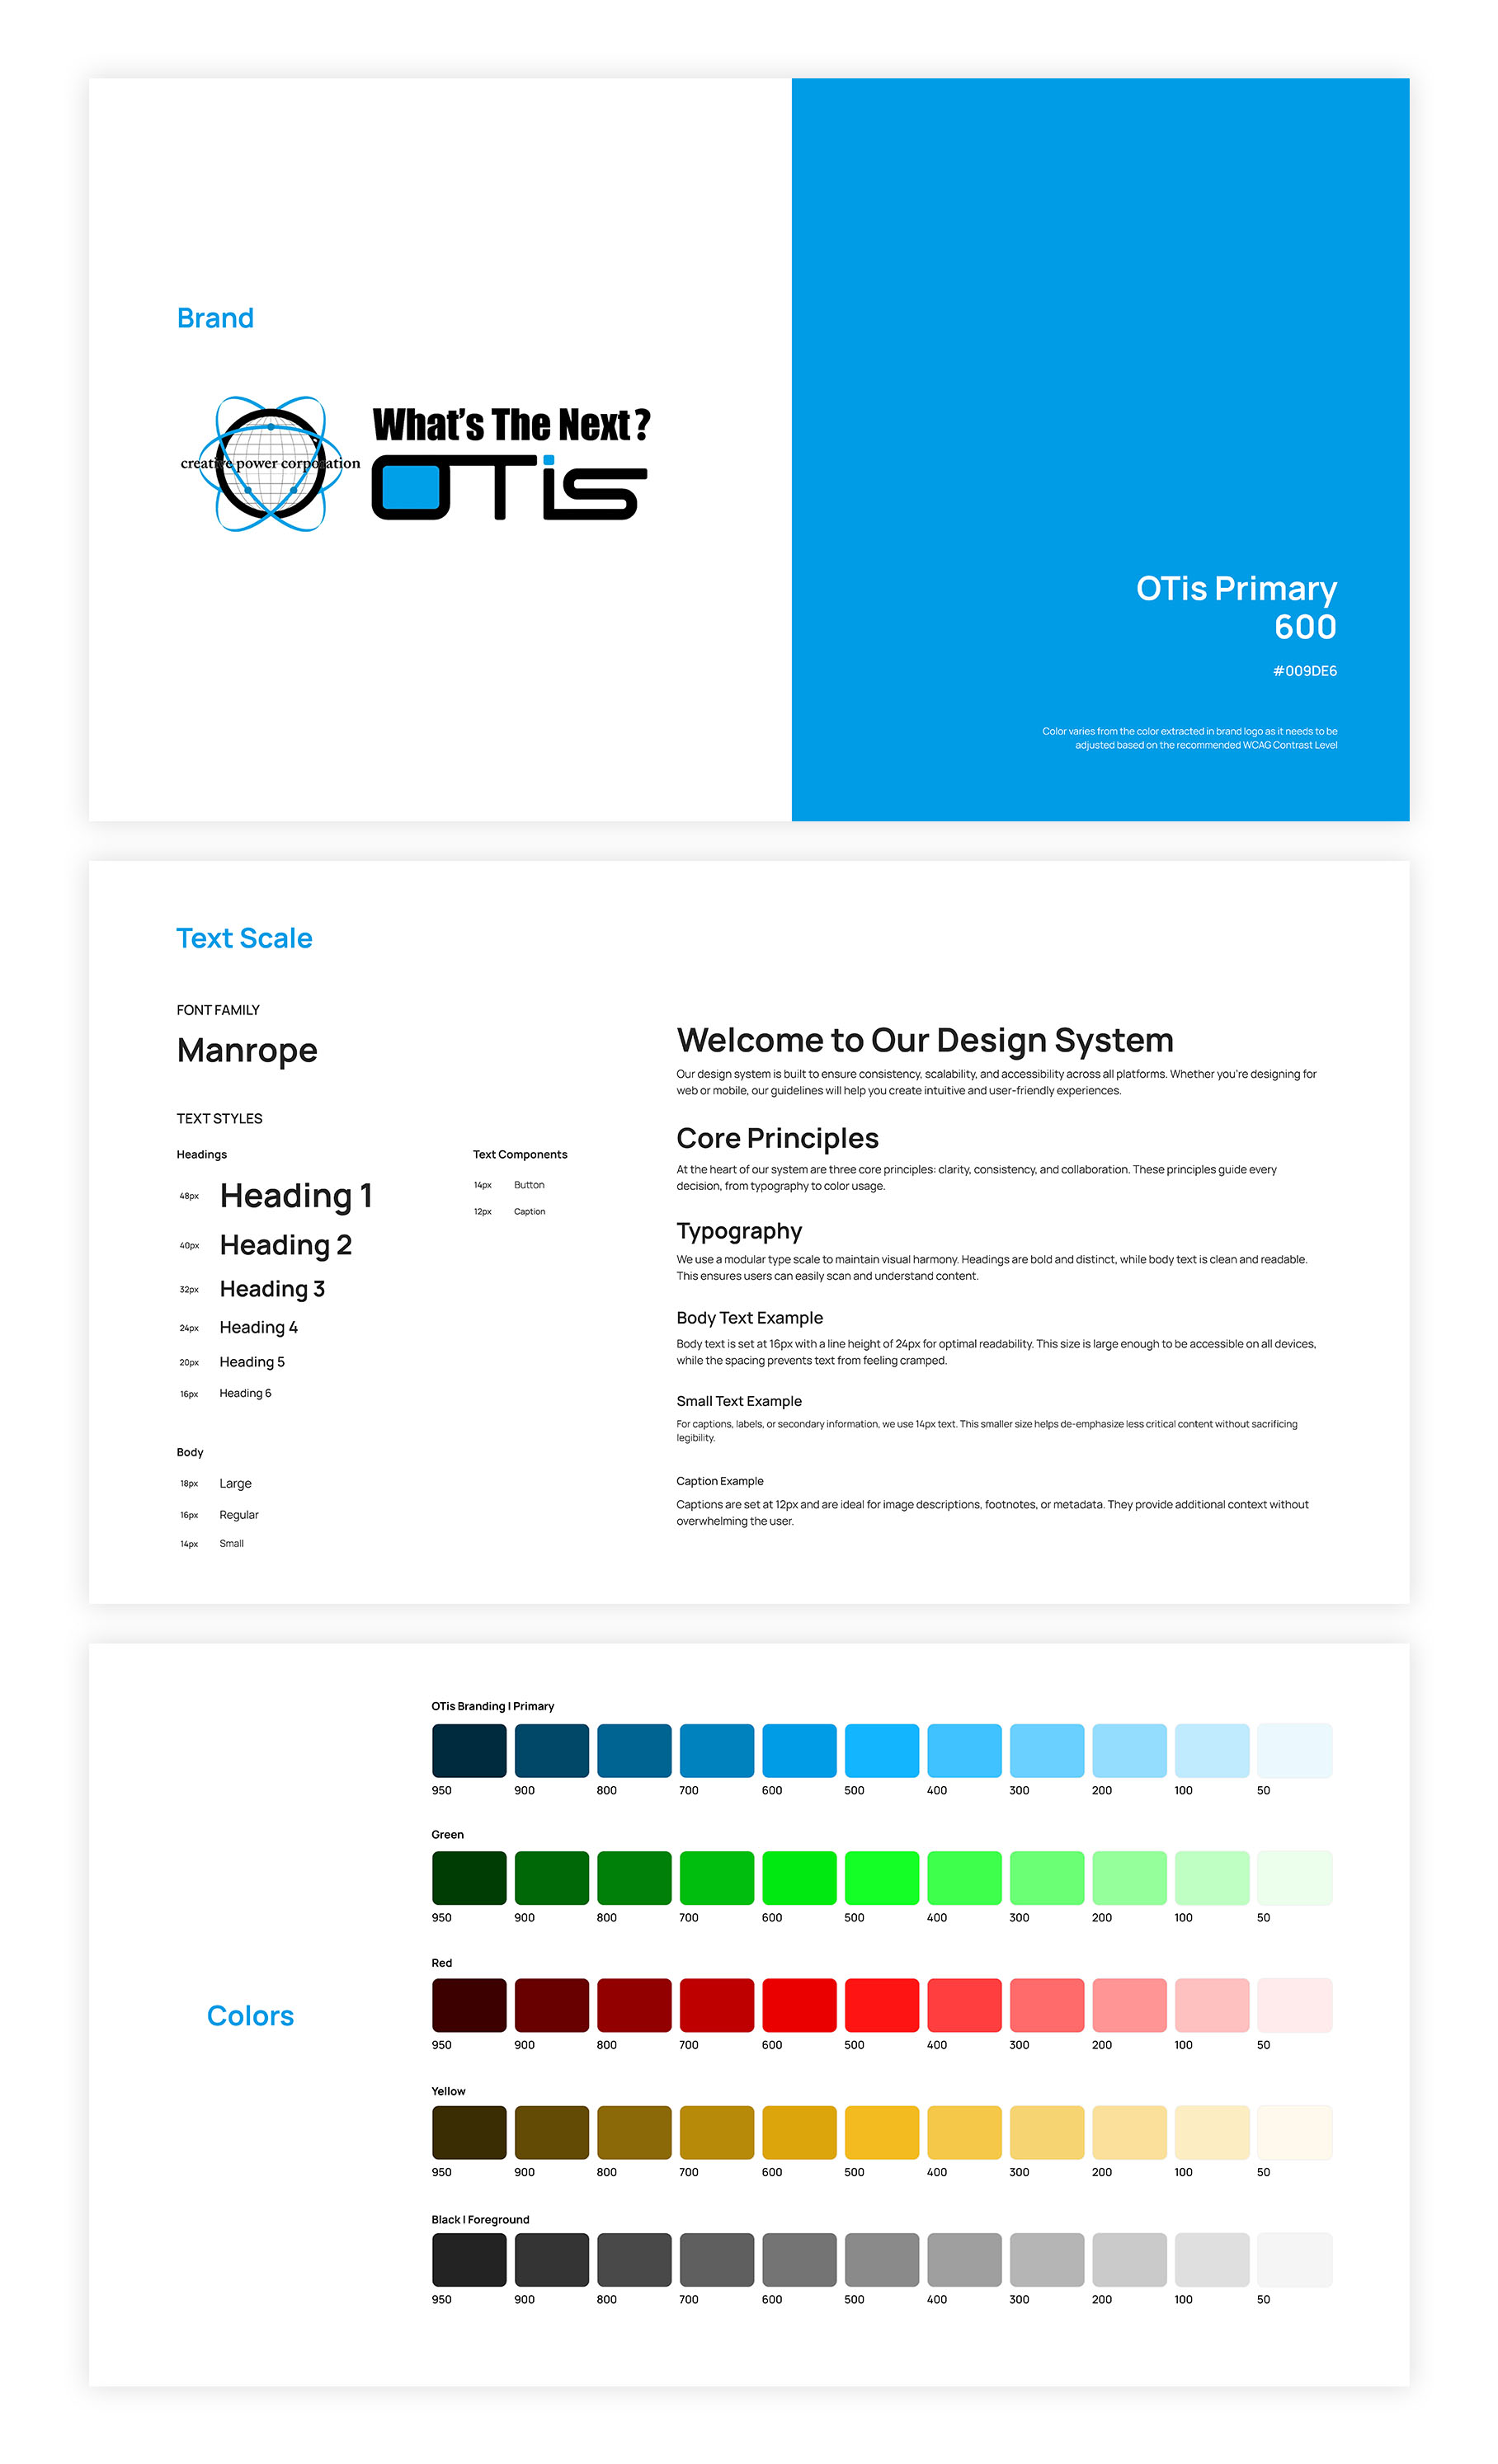 Brand
creative power corporation
What's The Next?
OTis
OTis Primary
600
#009DE6
Color varies from the color extracted in brand logo as it needs to be
adjusted based on the recommended WCAG Contrast Level
Text Scale
FONT FAMILY
Manrope
TEXT STYLES
Headings
48px Heading 1
40px Heading 2
32px Heading 3
24px Heading 4
20px Heading 5
16px Heading 6
Body
18px Large
16px Regular
14px Small
Text Components
14px Button
12px Caption
Welcome to Our Design System
Our design system is built to ensure consistency, scalability, and accessibility across all platforms. Whether you're designing for
web or mobile, our guidelines will help you create intuitive and user-friendly experiences.
Core Principles
At the heart of our system are three core principles: clarity, consistency, and collaboration. These principles guide every
decision, from typography to color usage.
Typography
We use a modular type scale to maintain visual harmony. Headings are bold and distinct, while body text is clean and readable.
This ensures users can easily scan and understand content.
Body Text Example
Body text is set at 16px with a line height of 24px for optimal readability. This size is large enough to be accessible on all devices,
while the spacing prevents text from feeling cramped.
Small Text Example
For captions, labels, or secondary information, we use 14px text. This smaller size helps de-emphasize less critical content without sacrificing
legibility.
Caption Example
Captions are set at 12px and are ideal for image descriptions, footnotes, or metadata. They provide additional context without
overwhelming the user.
Colors
OTis Branding | Primary
950 900 800 700 600 500 400 300 200 100 50
Green
950 900 800 700 600 500 400 300 200 100 50
Red
950 900 800 700 600 500 400 300 200 100 50
Yellow
950 900 800 700 600 500 400 300 200 100 50
Black | Foreground
950 900 800 700 600 500 400 300 200 100 50